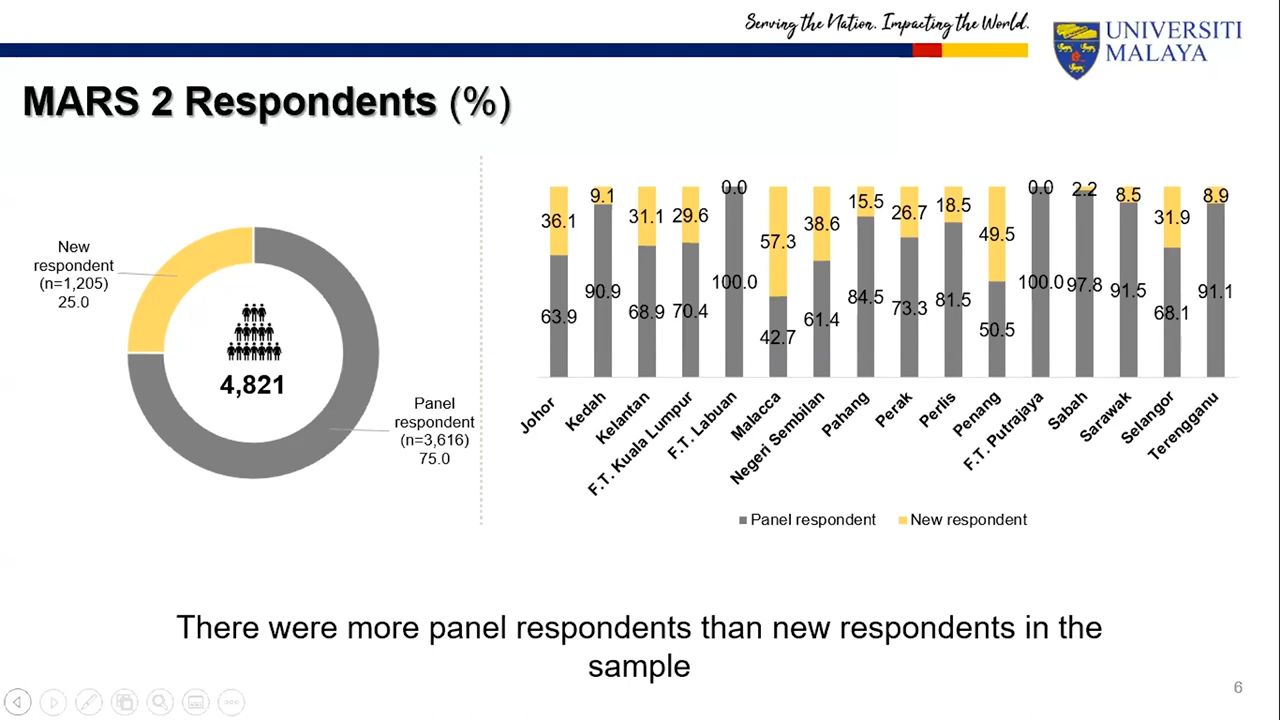 Serving the Nation. Impacting the World.
UNIVERSITI
MALAYA
MARS 2 Respondents (%)
New
respondent
(n=1,205)
25.0
4,821
Panel
respondent
(n=3,616)
75.0
36.1 9.1 31.1 29.6 0.0 57.3 38.6 15.5 26.7 18.5 49.5 0.0 2.2 8.5 31.9 8.9
63.9 90.9 68.9 70.4 100.0 42.7 61.4 84.5 73.3 81.5 50.5 100.0 97.8 91.5 68.1 91.1
Johor
Kedah
Kelantan
F.T. Kuala Lumpur
F.T. Labuan
Malacca
Negeri Sembilan
Pahang
Perak
Perlis
Penang
F.T. Putrajaya
Sabah
Sarawak
Selangor
Terengganu
Panel respondent New respondent
There were more panel respondents than new respondents in the
sample
6